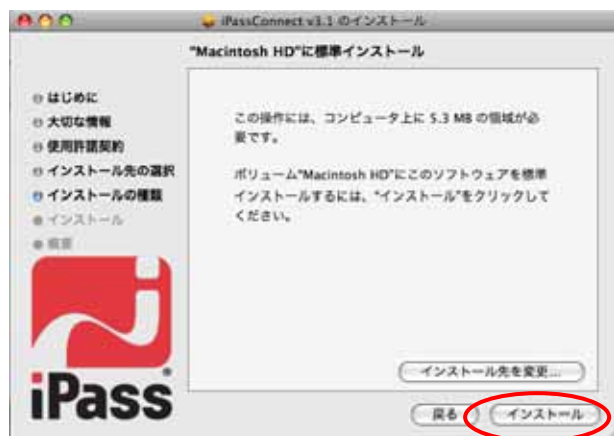 iPassConnect v3.1 のインストール
"Macintosh HD"に標準インストール
はじめに
大切な情報
使用許諾契約
インストール先の選択
インストールの種類
インストール
概要
この操作には、コンピュータ上に 5.3 MB の領域が必
要です。
ボリューム"Macintosh HD"にこのソフトウェアを標準
インストールするには、"インストール"をクリックして
ください。
インストール先を変更...
iPass
戻る
インストール